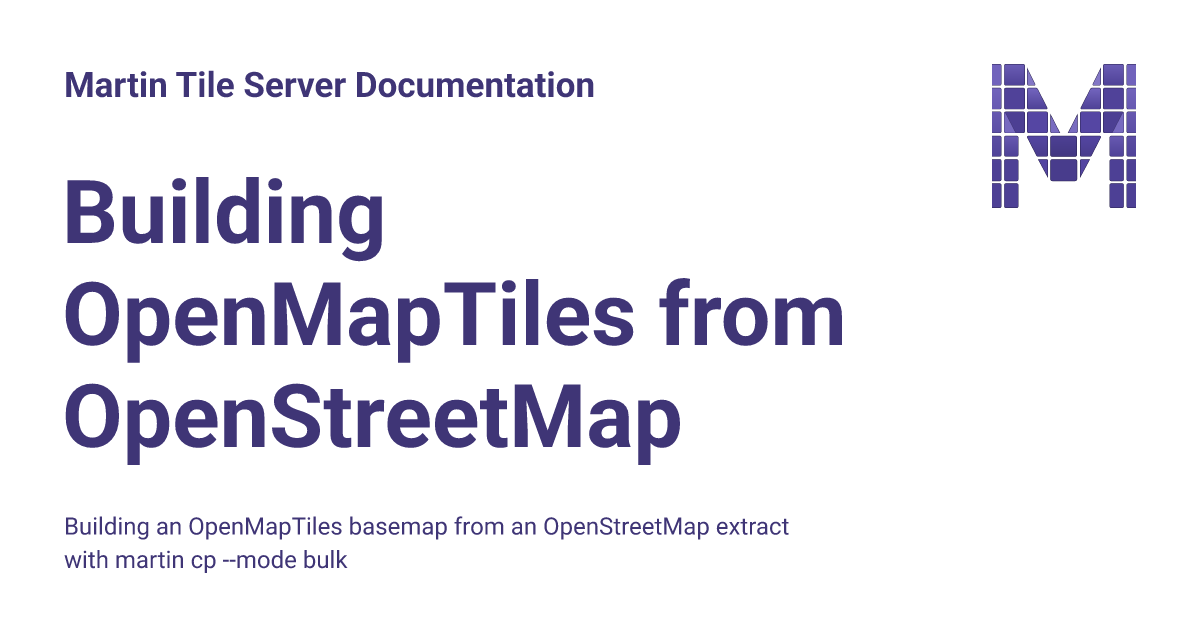 Martin Tile Server Documentation
Building
OpenMapTiles from
OpenStreetMap
Building an OpenMapTiles basemap from an OpenStreetMap extract
with martin cp --mode bulk